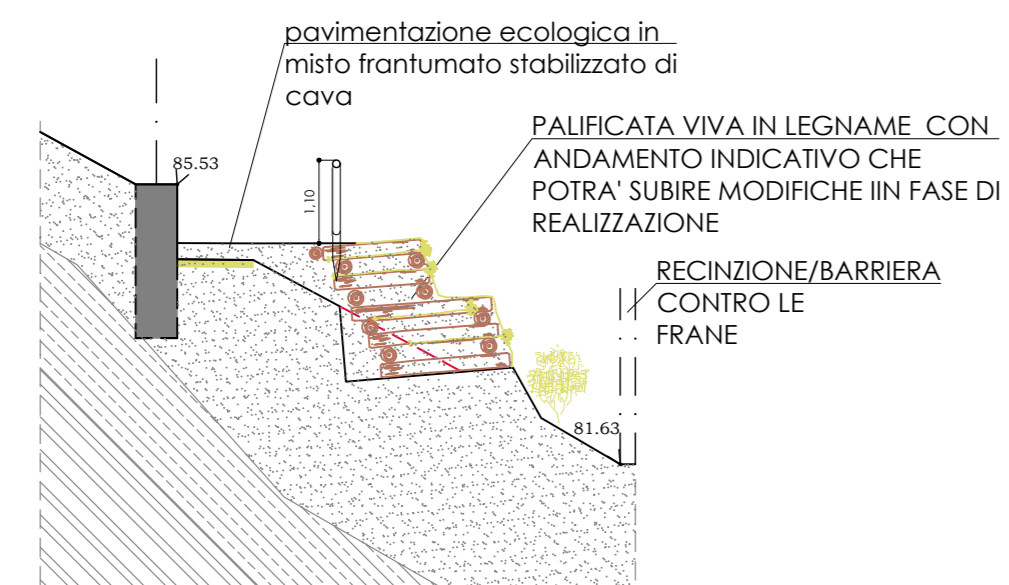 pavimentazione ecologica in
misto frantumato stabilizzato di
cava
PALIFICATA VIVA IN LEGNAME CON
ANDAMENTO INDICATIVO CHE
POTRA' SUBIRE MODIFICHE IIN FASE DI
REALIZZAZIONE
85.53
1,10
RECINZIONE/BARRIERA
CONTRO LE
FRANE
81.63